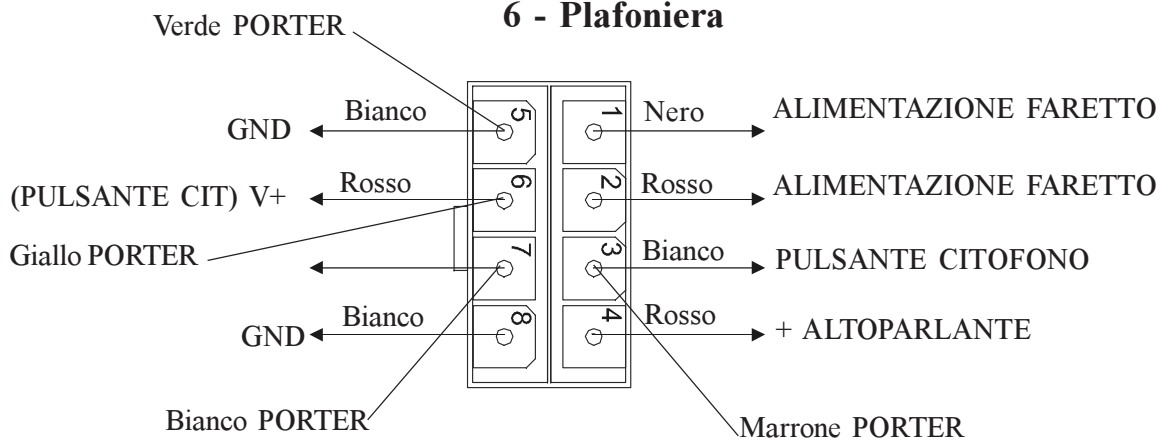 6 - Plafoniera
Verde PORTER
GND
Bianco
5
1
Nero
ALIMENTAZIONE FARETTO
(PULSANTE CIT) V+
Rosso
6
2
Rosso
ALIMENTAZIONE FARETTO
Giallo PORTER
7
3
Bianco
PULSANTE CITOFONO
GND
Bianco
8
4
Rosso
+ ALTOPARLANTE
Bianco PORTER
Marrone PORTER